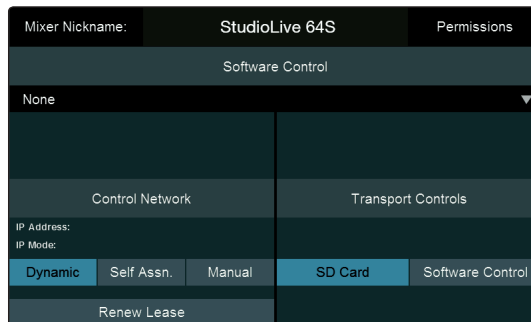 Mixer Nickname: StudioLive 64S Permissions
Software Control
None
Control Network Transport Controls
IP Address:
IP Mode:
Dynamic Self Assn. Manual SD Card Software Control
Renew Lease